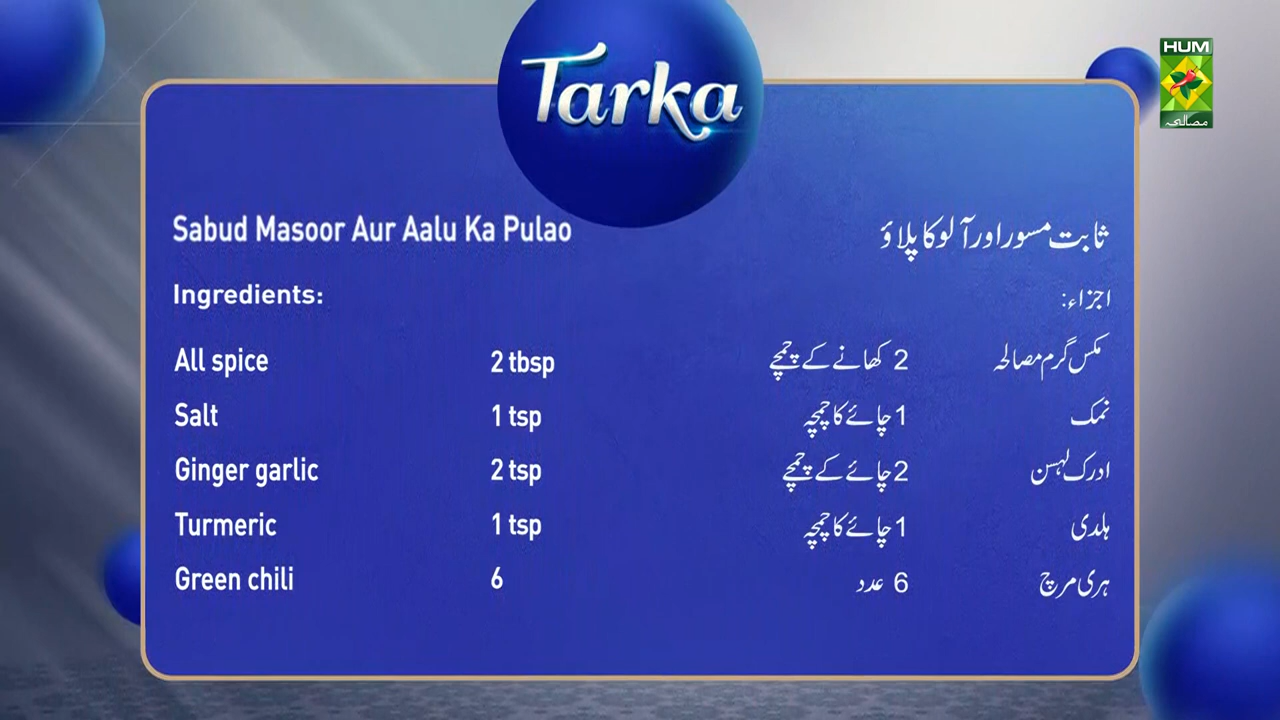 Tarka
HUM
مصالحہ
Sabud Masoor Aur Aalu Ka Pulao ثابت مسور اور آلو کا پلاؤ
Ingredients: اجزاء:
All spice 2 tbsp 2 کھانے کے چمچے مکس گرم مصالحہ
Salt 1 tsp 1 چائے کا چمچہ نمک
Ginger garlic 2 tsp 2 چائے کے چمچے ادرک لہسن
Turmeric 1 tsp 1 چائے کا چمچہ ہلدی
Green chili 6 6 عدد ہری مرچ